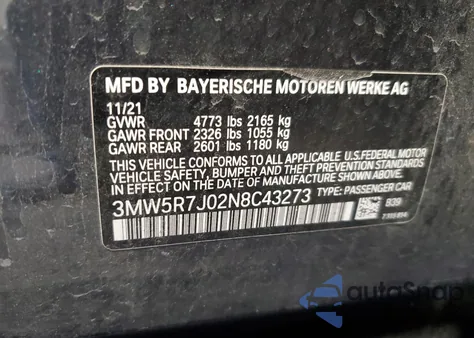 MFD BY BAYERISCHE MOTOREN WERKE AG
11/21
GVWR 4773 lbs 2165 kg
GAWR FRONT 2326 lbs 1055 kg
GAWR REAR 2601 lbs 1180 kg
THIS VEHICLE CONFORMS TO ALL APPLICABLE U.S.FEDERAL MOTOR
VEHICLE SAFETY, BUMPER, AND THEFT PREVENTION STANDARDS
IN EFFECT ON THE DATE OF MANUFACTURE SHOWN ABOVE.
3MW5R7J02N8C43273 TYPE: PASSENGER CAR
B39
autoSnap